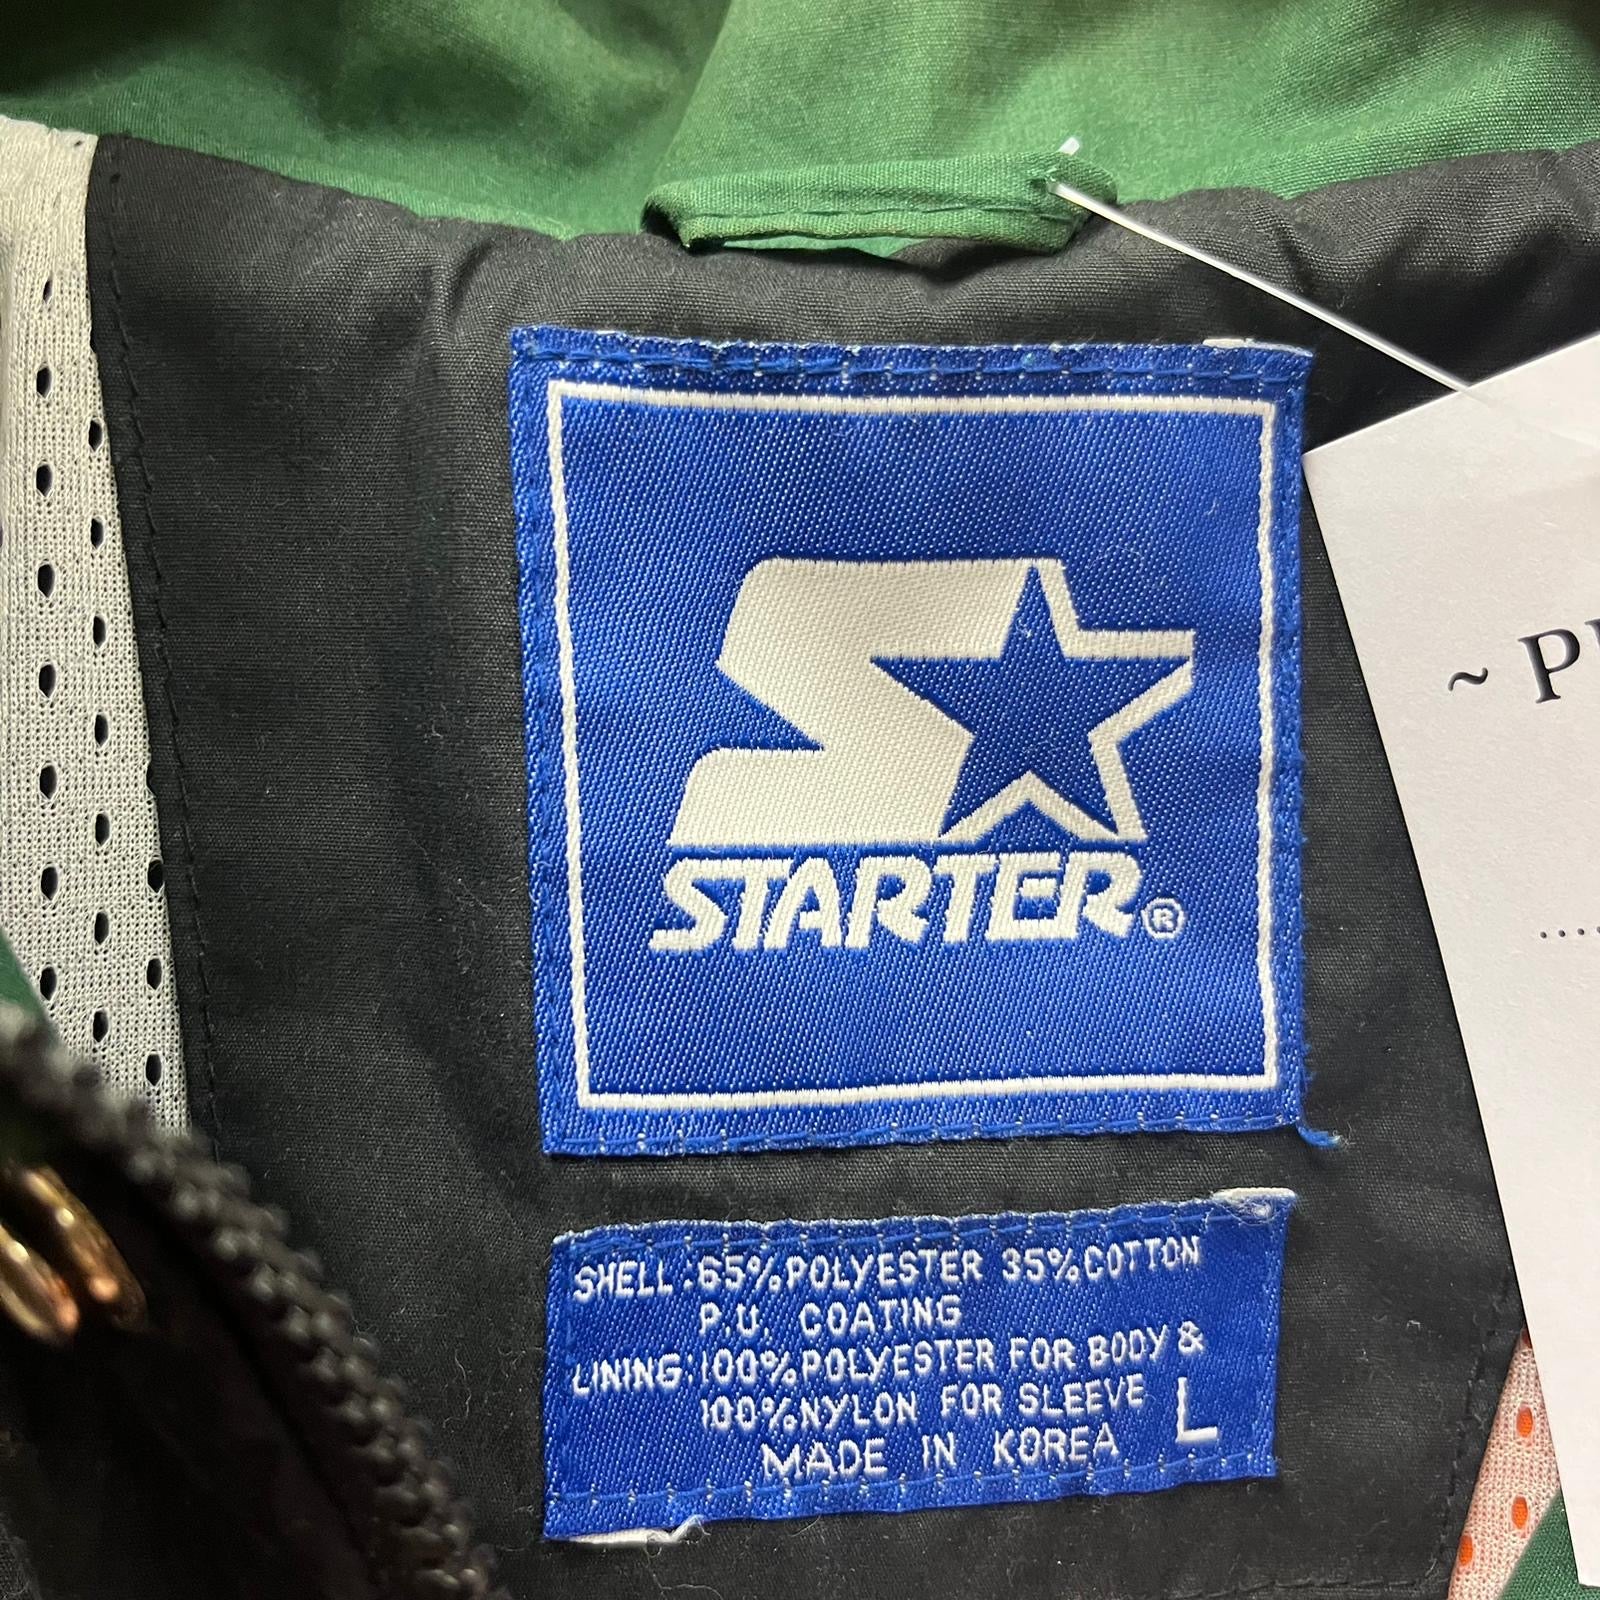 STARTER®
SHELL:65%POLYESTER 35%COTTON
P.U. COATING
LINING:100%POLYESTER FOR BODY &
100%NYLON FOR SLEEVE
L
MADE IN KOREA
~